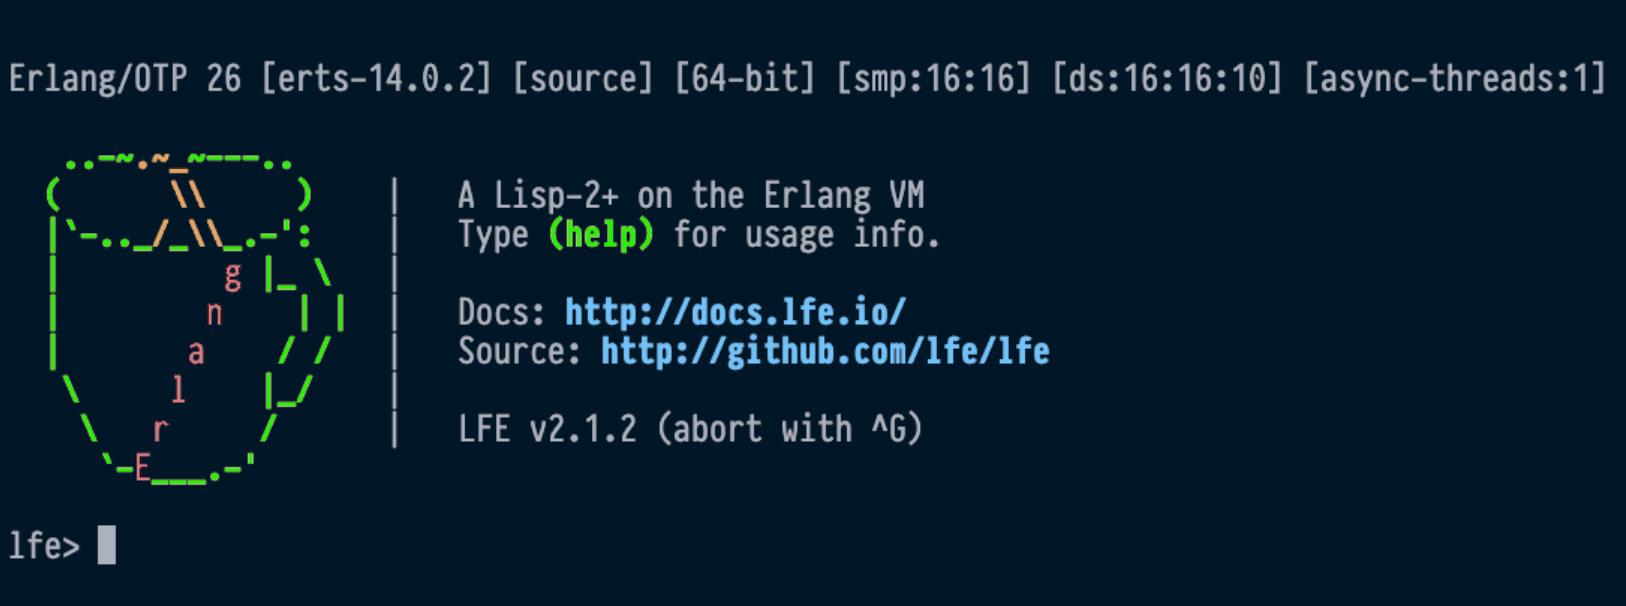 Erlang/OTP 26 [erts-14.0.2] [source] [64-bit] [smp:16:16] [ds:16:16:10] [async-threads:1]

   ..-~.~_~---..
  (      \\     )    |   A Lisp-2+ on the Erlang VM
  |`-.._/_\\_.-':    |   Type (help) for usage info.
  |         g |_ \   |
  |        n    | |  |   Docs: http://docs.lfe.io/
  |       a    / /   |   Source: http://github.com/lfe/lfe
   \     l    |_/    |
    \   r     /      |   LFE v2.1.2 (abort with ^G)
     `-E___.-'

lfe>